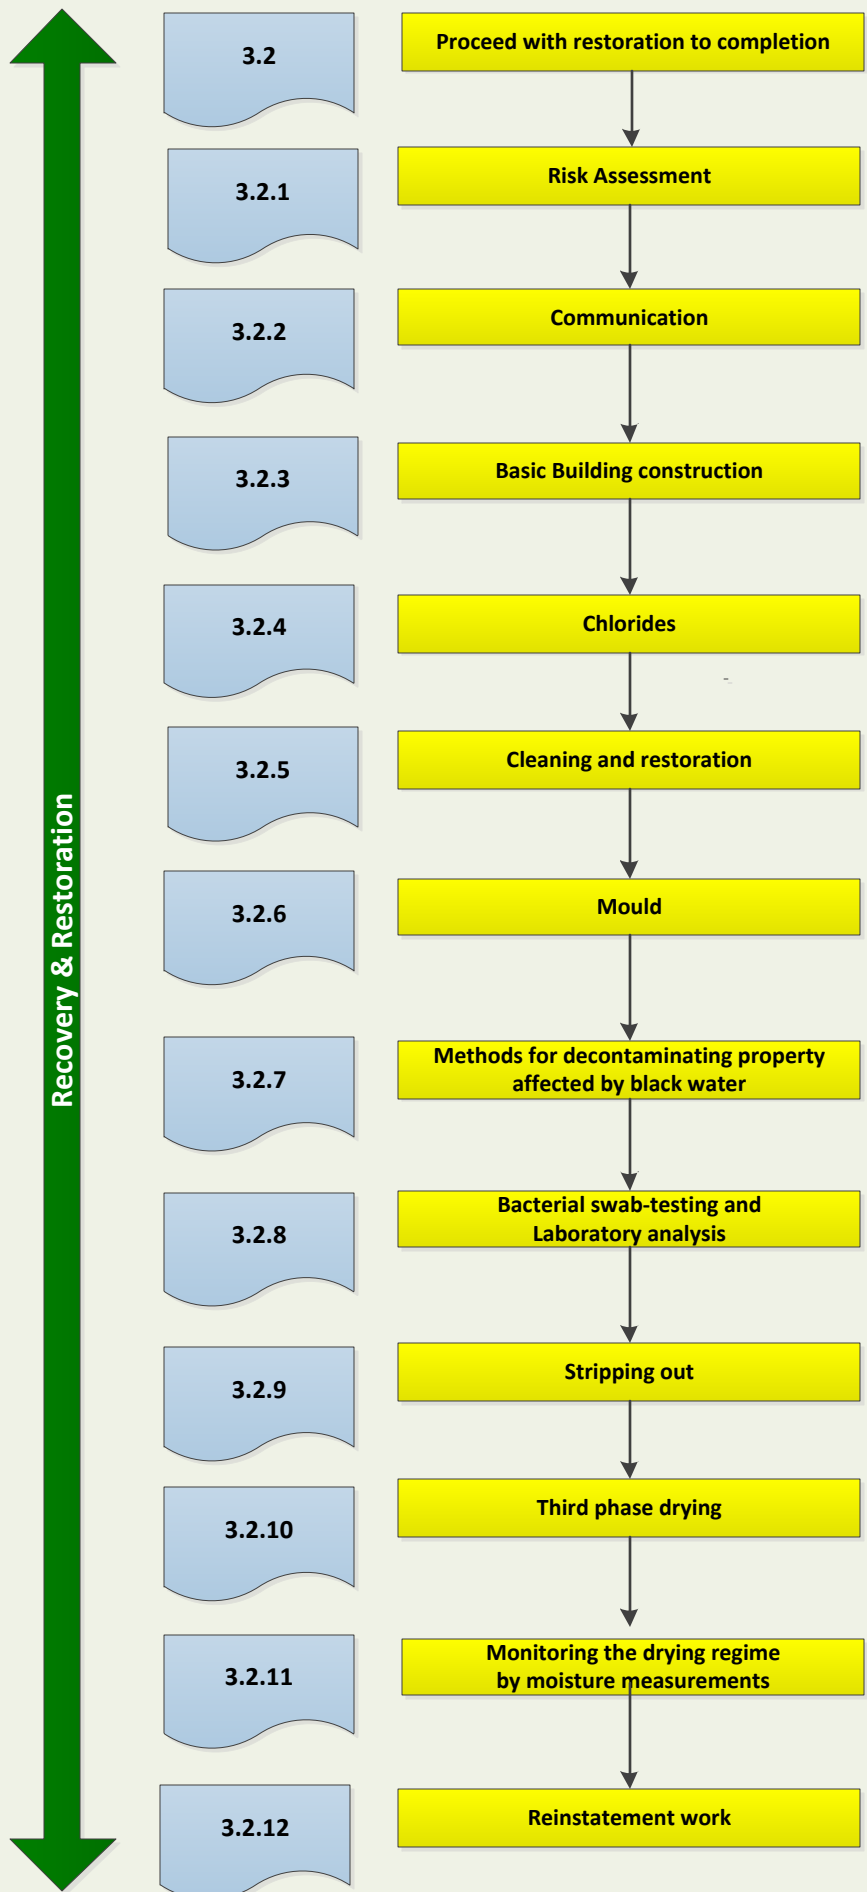 Recovery & Restoration
3.2
Proceed with restoration to completion
3.2.1
Risk Assessment
3.2.2
Communication
3.2.3
Basic Building construction
3.2.4
Chlorides
3.2.5
Cleaning and restoration
3.2.6
Mould
3.2.7
Methods for decontaminating property
affected by black water
3.2.8
Bacterial swab-testing and
Laboratory analysis
3.2.9
Stripping out
3.2.10
Third phase drying
3.2.11
Monitoring the drying regime
by moisture measurements
3.2.12
Reinstatement work